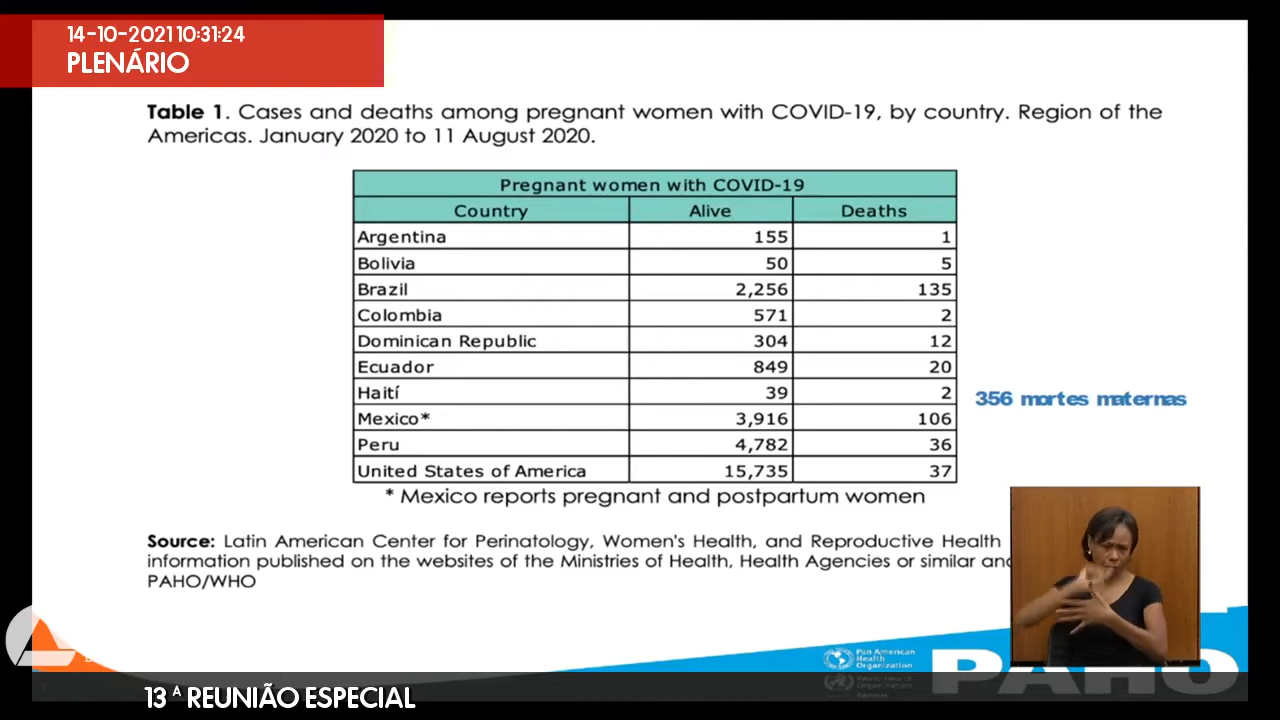 14-10-2021 10:31:24
PLENÁRIO
Table 1. Cases and deaths among pregnant women with COVID-19, by country. Region of the
Americas. January 2020 to 11 August 2020.
Pregnant women with COVID-19
Country Alive Deaths
Argentina 155 1
Bolivia 50 5
Brazil 2,256 135
Colombia 571 2
Dominican Republic 304 12
Ecuador 849 20
Haití 39 2
Mexico* 3,916 106
Peru 4,782 36
United States of America 15,735 37
356 mortes maternas
* Mexico reports pregnant and postpartum women
Source: Latin American Center for Perinatology, Women's Health, and Reproductive Health
information published on the websites of the Ministries of Health, Health Agencies or similar and
PAHO/WHO
Pan American
Health
Organization
World Health
Organization
PAHO
13ª REUNIÃO ESPECIAL